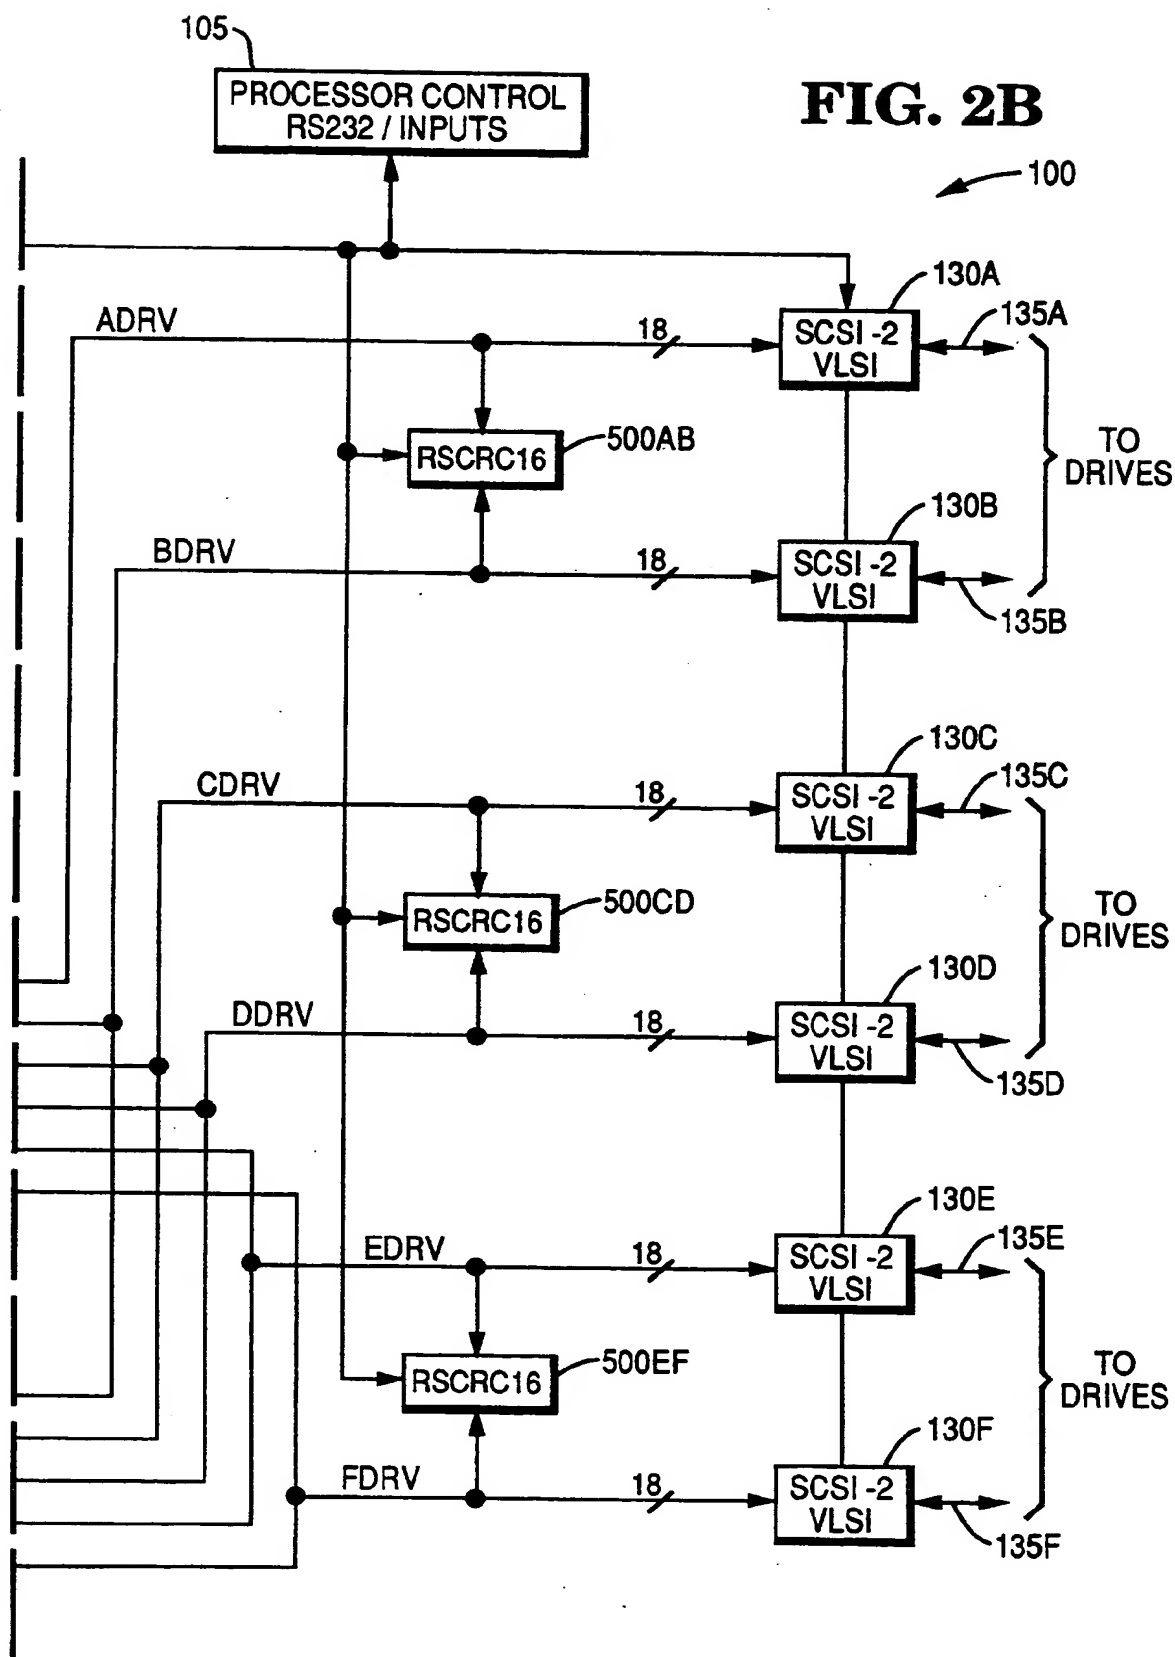 105
PROCESSOR CONTROL
RS232 / INPUTS
FIG. 2B
100
130A
ADRV
18
SCSI -2
VLSI
135A
500AB
RSCRC16
TO
DRIVES
130B
BDRV
18
SCSI -2
VLSI
135B
130C
CDRV
18
SCSI -2
VLSI
135C
500CD
RSCRC16
TO
DRIVES
130D
DDRV
18
SCSI -2
VLSI
135D
130E
EDRV
18
SCSI -2
VLSI
135E
500EF
RSCRC16
TO
DRIVES
130F
FDRV
18
SCSI -2
VLSI
135F